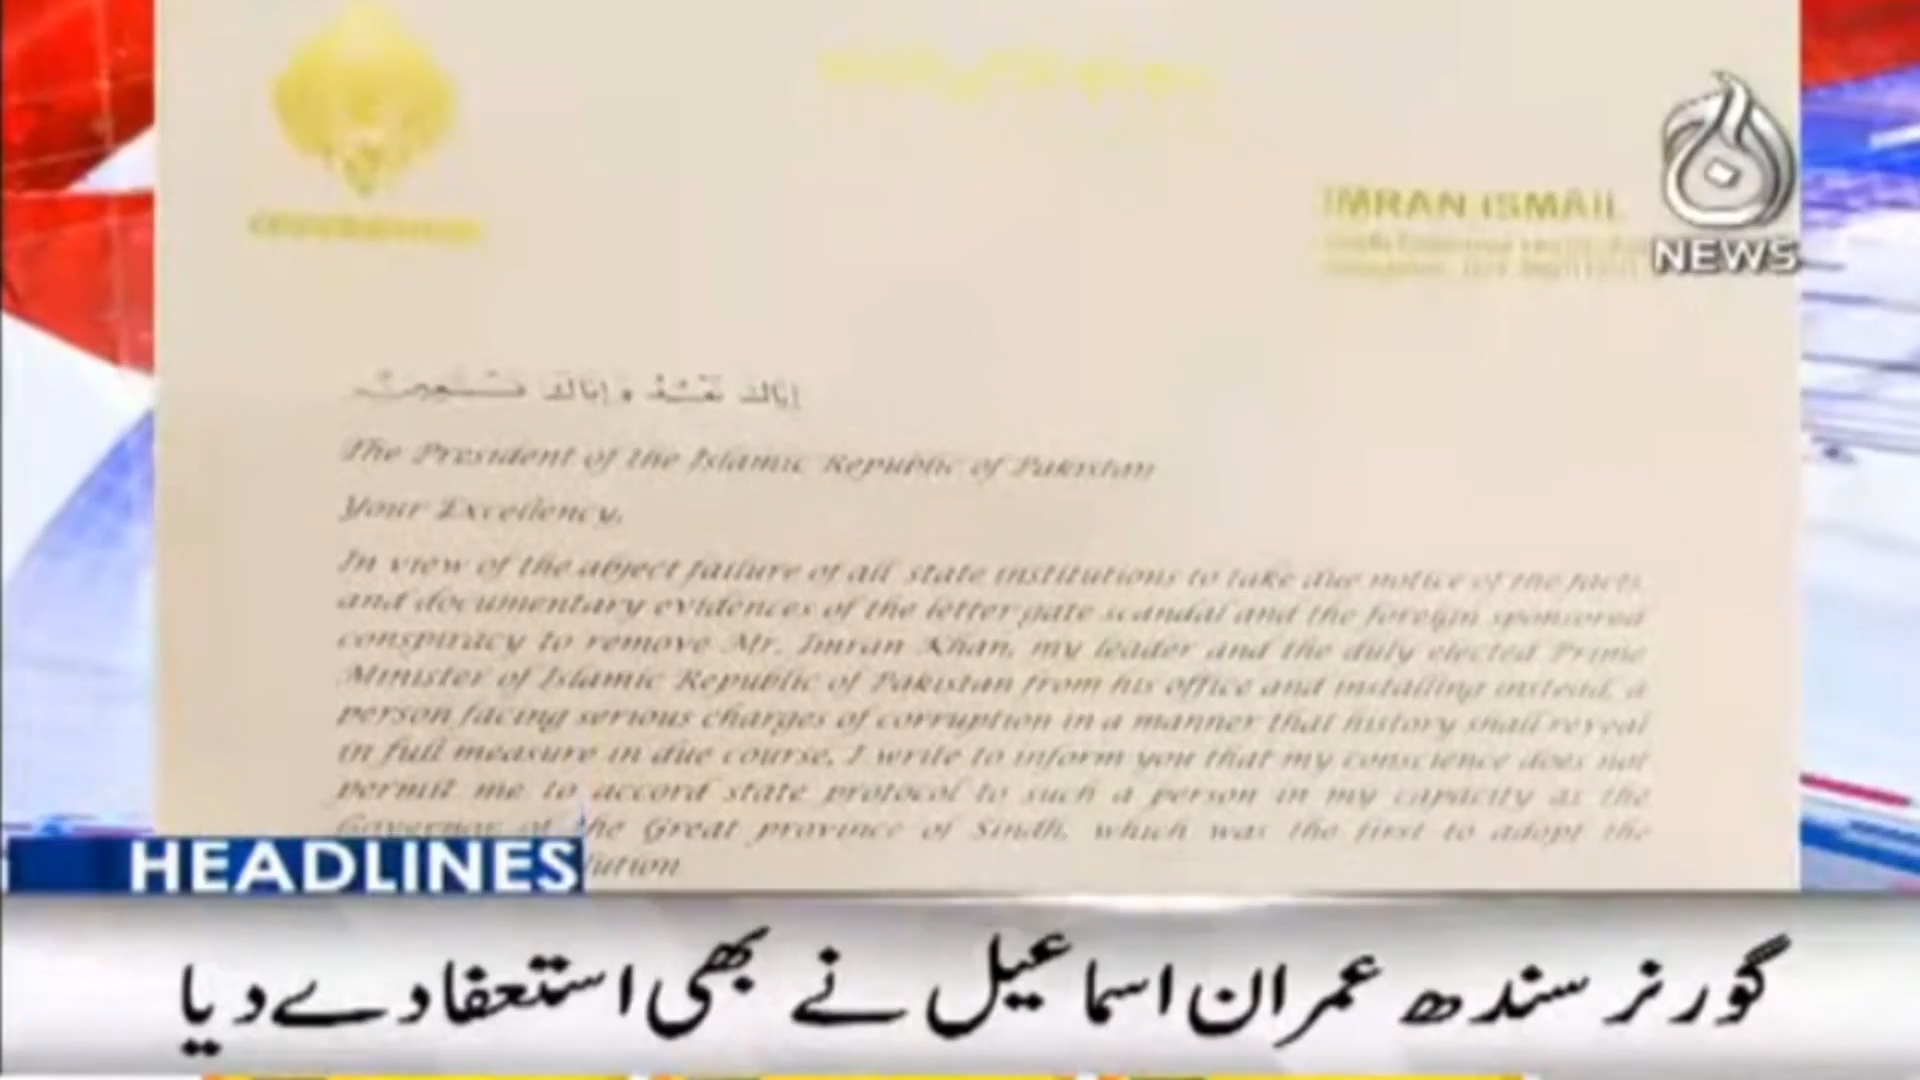 IMRAN ISMAIL
NEWS
إياك نعبد و إياك نستعين
The President of the Islamic Republic of Pakistan
Your Excellency,
In view of the abject failure of all state institutions to take due notice of the facts,
and documentary evidences of the letter gate scandal and the foreign sponsored
conspiracy to remove Mr. Imran Khan, my leader and the duly elected Prime
Minister of Islamic Republic of Pakistan from his office and installing instead, a
person facing serious charges of corruption in a manner that history shall reveal
in full measure in due course, I write to inform you that my conscience does not
permit me to accord state protocol to such a person in my capacity as the
Governor of the Great province of Sindh, which was the first to adopt the
lution
HEADLINES
گورنر سندھ عمران اسماعیل نے بھی استعفا دے دیا